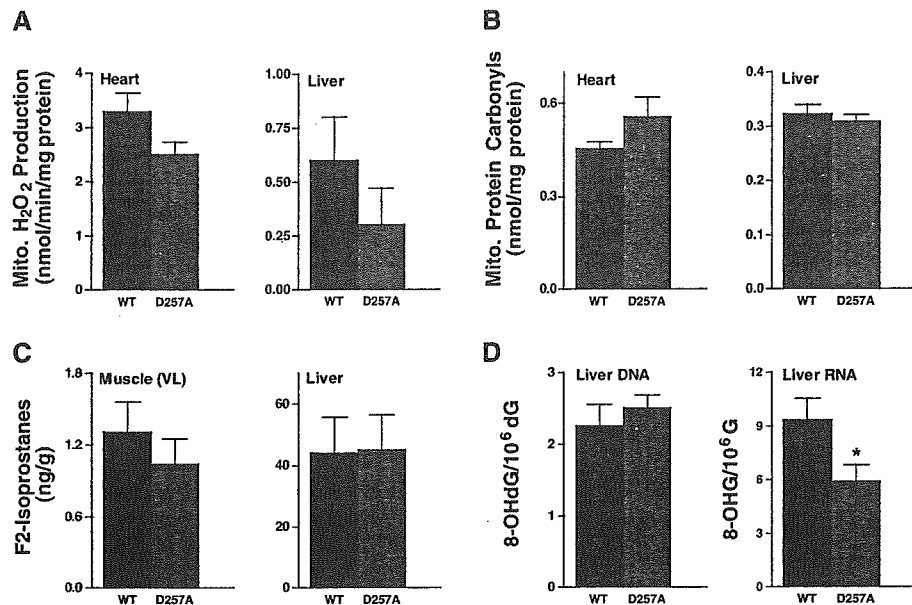 A
Mito. H₂O₂ Production
(nmol/min/mg protein)
Heart
4
3
2
1
0
WT D257A
Liver
1.00
0.75
0.50
0.25
0.00
WT D257A
B
Mito. Protein Carbonyls
(nmol/mg protein)
Heart
0.6
0.3
0.0
WT D257A
Liver
0.4
0.3
0.2
0.1
0.0
WT D257A
C
F2-Isoprostanes
(ng/g)
Muscle (VL)
1.8
1.2
0.6
0.0
WT D257A
Liver
60
40
20
0
WT D257A
D
8-OHdG/10⁶ dG
Liver DNA
3
2
1
0
WT D257A
8-OHG/10⁶ G
Liver RNA
12
9
6
3
0
*
WT D257A